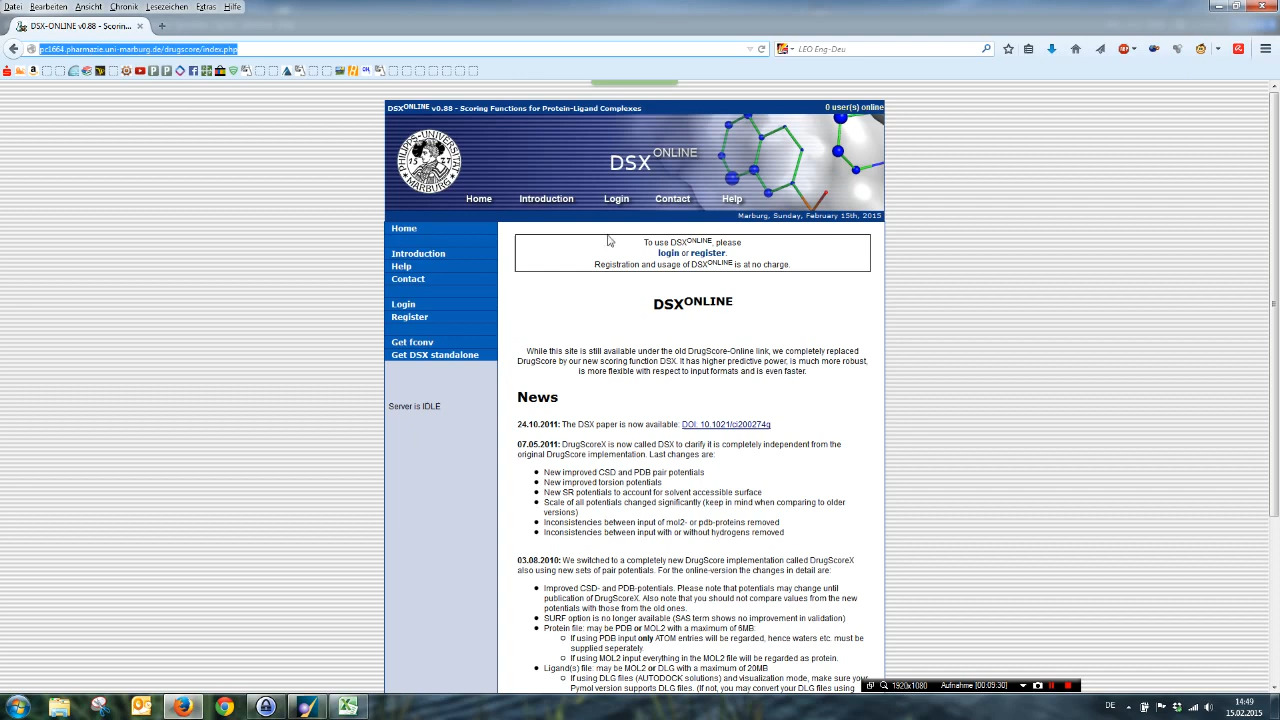 Datei Bearbeiten Ansicht Chronik Lesezeichen Extras Hilfe
DSX-ONLINE v0.88 - Scorin...
pc1664.pharmazie.uni-marburg.de/drugscore/index.php
LEO Eng-Deu
DSXONLINE v0.88 - Scoring Functions for Protein-Ligand Complexes
0 user(s) online
DSXONLINE
Home Introduction Login Contact Help
Marburg, Sunday, February 15th, 2015
Home
Introduction
Help
Contact
Login
Register
Get fconv
Get DSX standalone
Server is IDLE
To use DSXONLINE, please
login or register.
Registration and usage of DSXONLINE is at no charge.
DSXONLINE
While this site is still available under the old DrugScore-Online link, we completely replaced
DrugScore by our new scoring function DSX. It has higher predictive power, is much more robust,
is more flexible with respect to input formats and is even faster.
News
24.10.2011: The DSX paper is now available: DOI: 10.1021/ci200274q
07.05.2011: DrugScoreX is now called DSX to clarify it is completely independent from the
original DrugScore implementation. Last changes are:
New improved CSD and PDB pair potentials
New improved torsion potentials
New SR potentials to account for solvent accessible surface
Scale of all potentials changed significantly (keep in mind when comparing to older
versions)
Inconsistencies between input of mol2- or pdb-proteins removed
Inconsistencies between input with or without hydrogens removed
03.08.2010: We switched to a completely new DrugScore implementation called DrugScoreX
also using new sets of pair potentials. For the online-version the changes in detail are:
Improved CSD- and PDB-potentials. Please note that potentials may change until
publication of DrugScoreX. Also note that you should not compare values from the new
potentials with those from the old ones.
SURF option is no longer available (SAS term shows no improvement in validation)
Protein file: may be PDB or MOL2 with a maximum of 6MB
If using PDB input only ATOM entries will be regarded, hence waters etc. must be
supplied seperately.
If using MOL2 input everything in the MOL2 file will be regarded as protein.
Ligand(s) file: may be MOL2 or DLG with a maximum of 20MB
If using DLG files (AUTODOCK solutions) and visualization mode, make sure your
Pymol version supports DLG files. (If not, you may convert your DLG files using
1920x1080 Aufnahme [00:09:30]
DE
14:49
15.02.2015